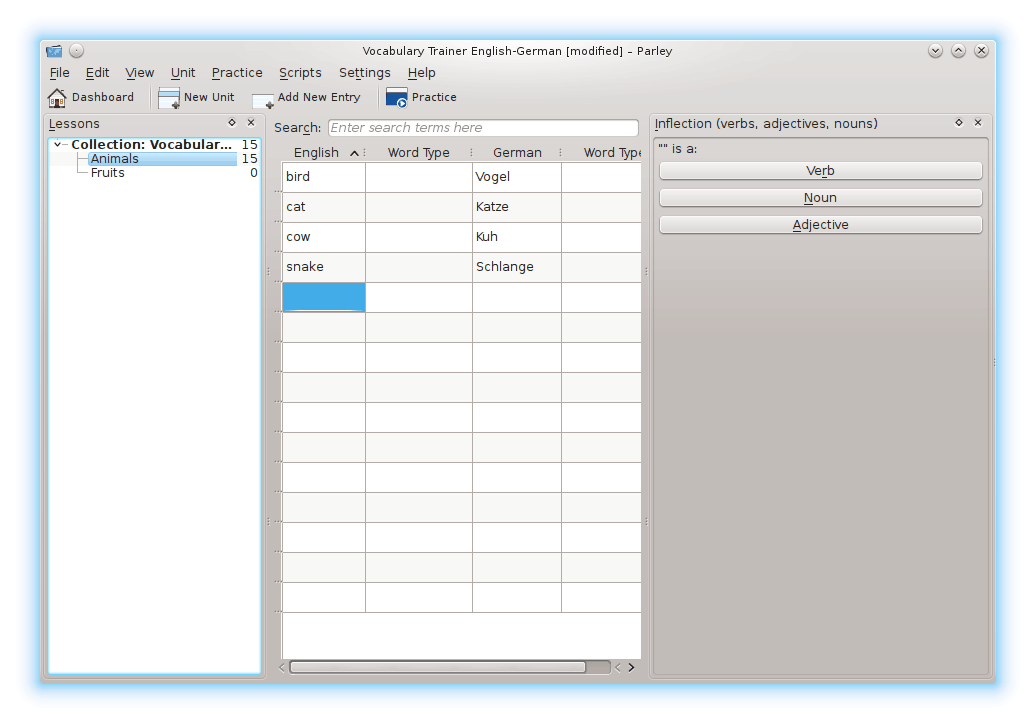 Vocabulary Trainer English-German [modified] – Parley
File Edit View Unit Practice Scripts Settings Help
Dashboard New Unit Add New Entry Practice
Lessons
Collection: Vocabular... 15
Animals 15
Fruits 0
Search: Enter search terms here
English Word Type German Word Type
bird Vogel
cat Katze
cow Kuh
snake Schlange
Inflection (verbs, adjectives, nouns)
"" is a:
Verb
Noun
Adjective